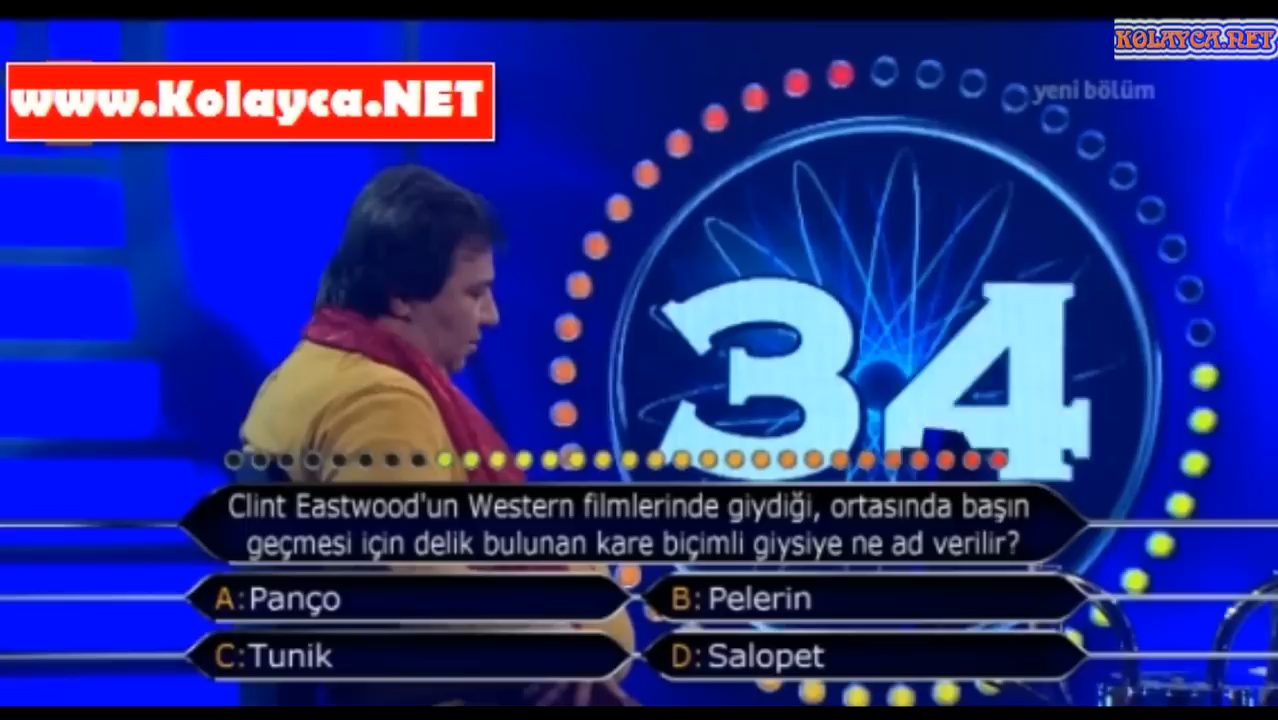 KOLAYCA.NET
www.Kolayca.NET
yeni bölüm
34
Clint Eastwood'un Western filmlerinde giydiği, ortasında başın
geçmesi için delik bulunan kare biçimli giysiye ne ad verilir?
A: Panço
B: Pelerin
C: Tunik
D: Salopet